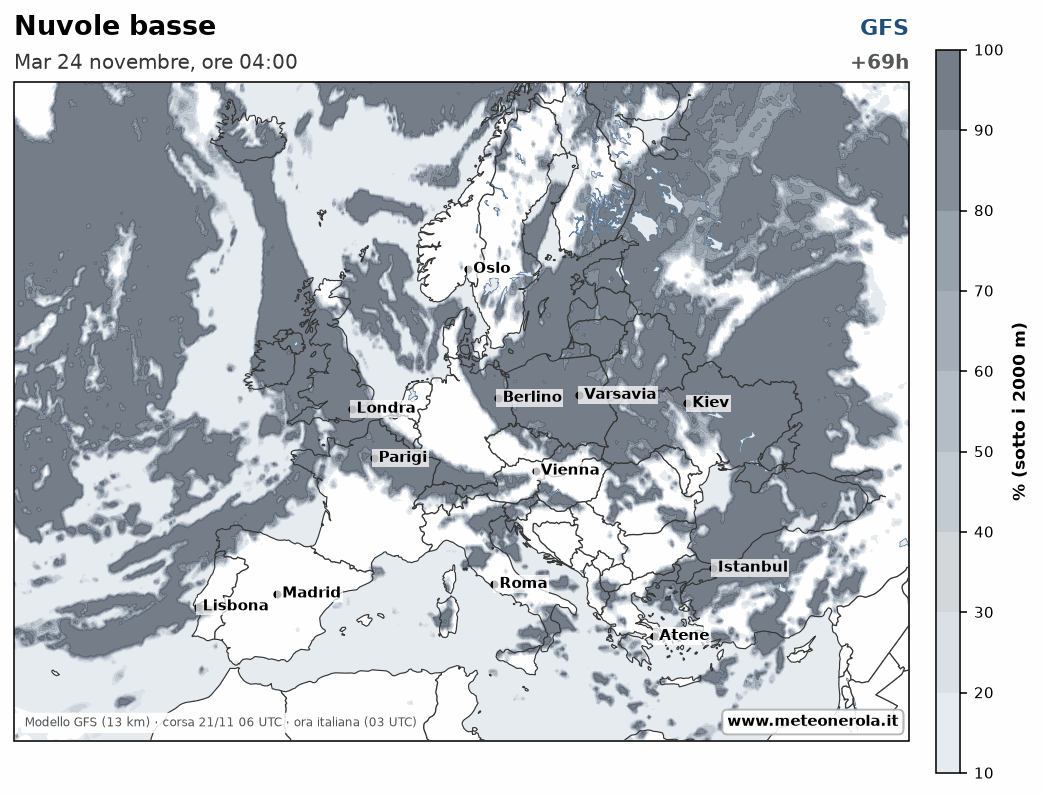 Nuvole basse
GFS
Mar 24 novembre, ore 04:00
+69h
100
90
80
70
60
50
40
30
20
10
% (sotto i 2000 m)
Oslo
Londra
Berlino
Varsavia
Kiev
Parigi
Vienna
Istanbul
Roma
Madrid
Lisbona
Atene
Modello GFS (13 km) · corsa 21/11 06 UTC · ora italiana (03 UTC)
www.meteonerola.it